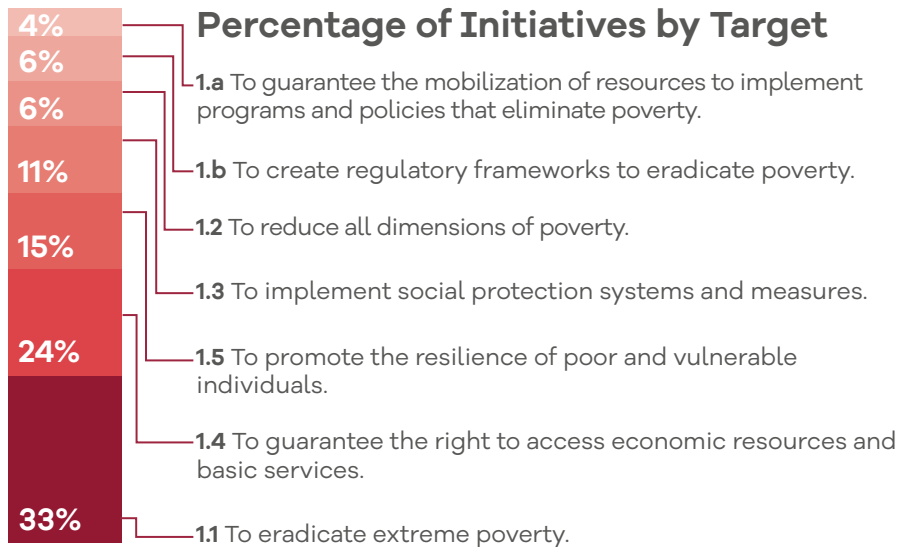 Percentage of Initiatives by Target
4%
1.a To guarantee the mobilization of resources to implement
programs and policies that eliminate poverty.
6%
1.b To create regulatory frameworks to eradicate poverty.
6%
1.2 To reduce all dimensions of poverty.
11%
1.3 To implement social protection systems and measures.
15%
1.5 To promote the resilience of poor and vulnerable
individuals.
24%
1.4 To guarantee the right to access economic resources and
basic services.
33%
1.1 To eradicate extreme poverty.